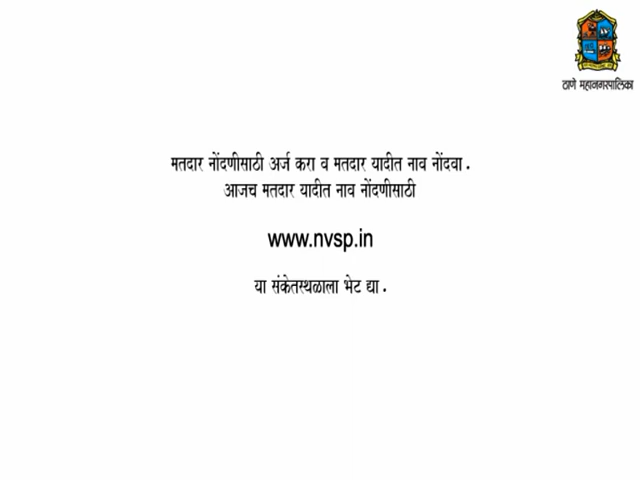 ठाणे महानगरपालिका
मतदार नोंदणीसाठी अर्ज करा व मतदार यादीत नाव नोंदवा.
आजच मतदार यादीत नाव नोंदणीसाठी
www.nvsp.in
या संकेतस्थळाला भेट द्या.